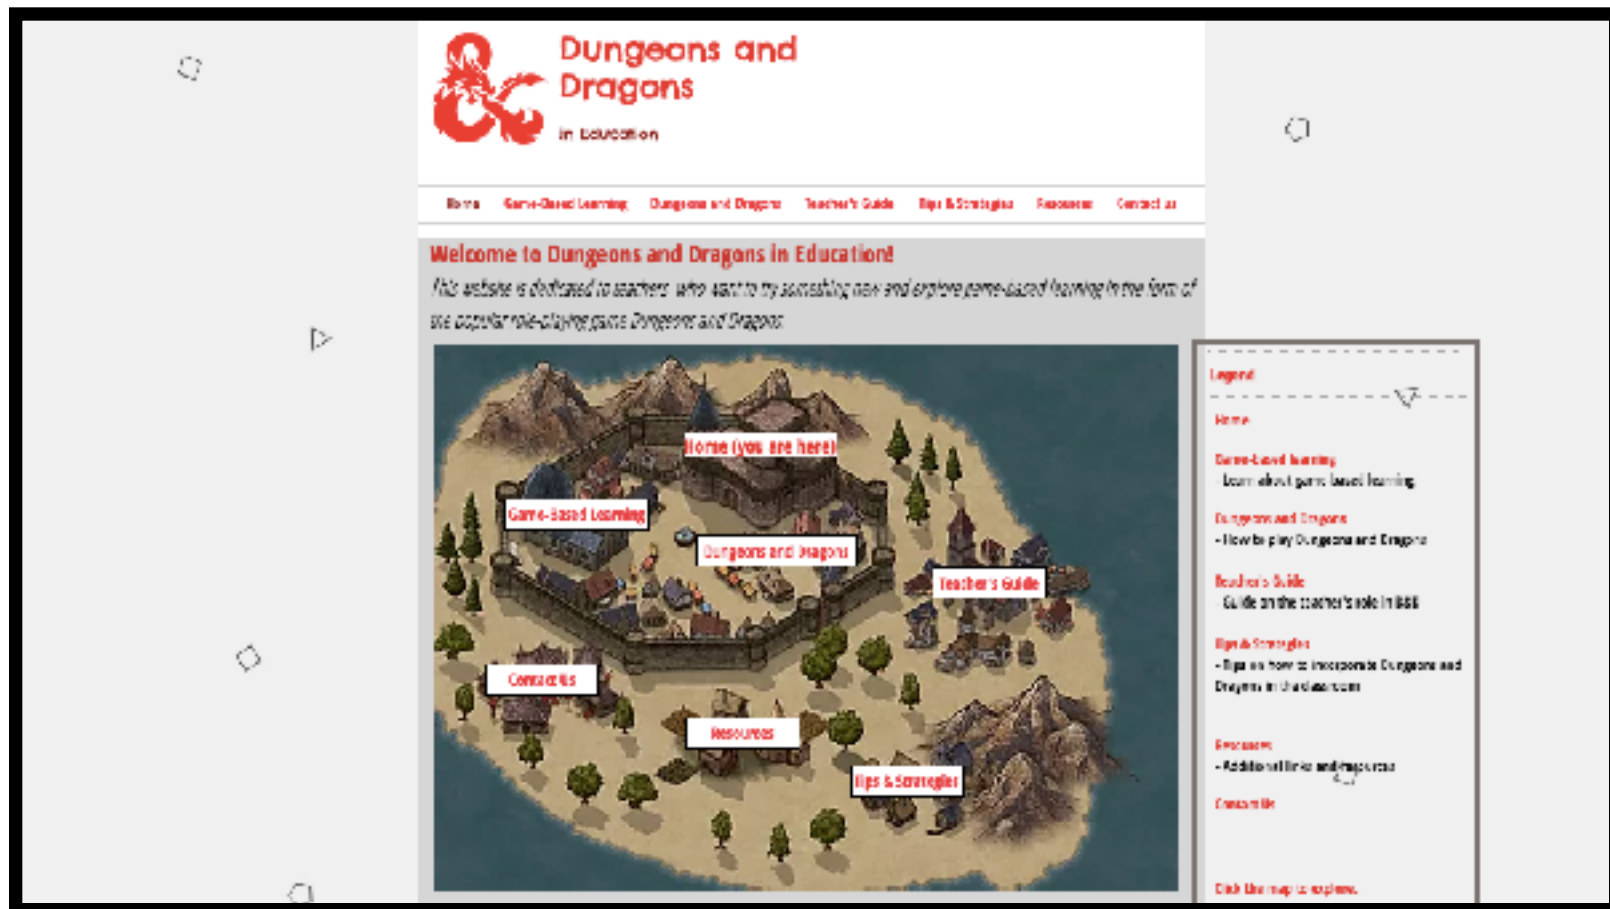 Dungeons and
Dragons
in Education
Home Game-Based Learning Dungeons and Dragons Teacher's Guide Tips & Strategies Resources Contact us
Welcome to Dungeons and Dragons in Education!
This website is dedicated to teachers who want to try something new and explore game-based learning in the form of
the popular role-playing game Dungeons and Dragons.
Home (you are here)
Game-Based Learning
Dungeons and Dragons
Teacher's Guide
Contact Us
Resources
Tips & Strategies
Legend
Home
Game-based learning
- Learn about game based learning
Dungeons and Dragons
- How to play Dungeons and Dragons
Teacher's Guide
- Guide on the teacher's role in D&D
Tips & Strategies
- Tips on how to incorporate Dungeons and
Dragons in the classroom
Resources
- Additional links and resources
Contact Us
Click the map to explore.